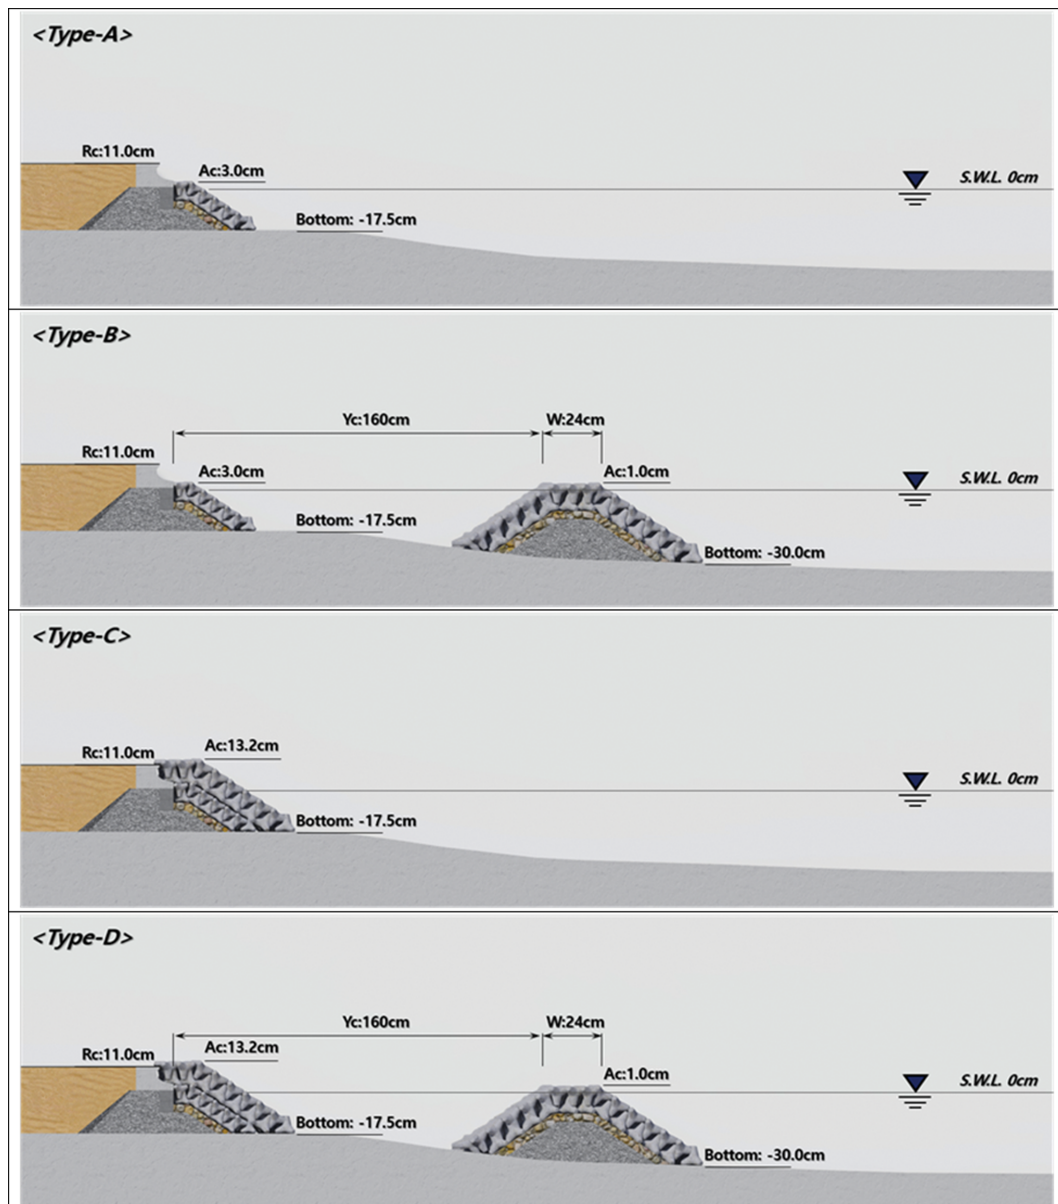 <Type-A>
Rc:11.0cm
Ac:3.0cm
S.W.L. 0cm
Bottom: -17.5cm
<Type-B>
Yc:160cm
W:24cm
Rc:11.0cm
Ac:3.0cm
Ac:1.0cm
S.W.L. 0cm
Bottom: -17.5cm
Bottom: -30.0cm
<Type-C>
Rc:11.0cm
Ac:13.2cm
S.W.L. 0cm
Bottom: -17.5cm
<Type-D>
Yc:160cm
W:24cm
Rc:11.0cm
Ac:13.2cm
Ac:1.0cm
S.W.L. 0cm
Bottom: -17.5cm
Bottom: -30.0cm